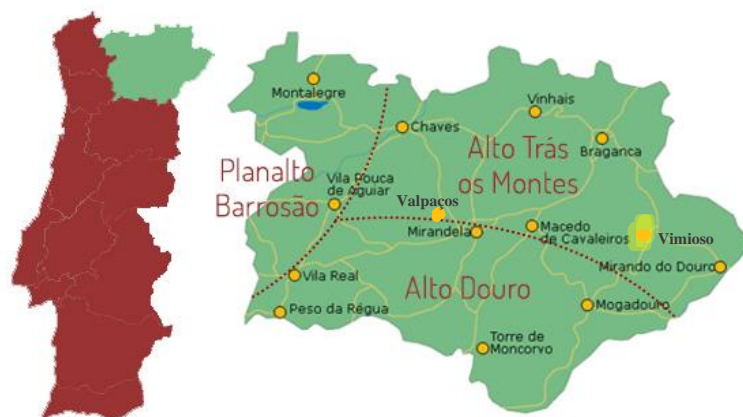 Montalegre
Vinhais
Chaves
Braganca
Alto Trás
os Montes
Planalto
Barrosão
Vila Pouca
de Aguiar
Valpaços
Mirandela
Macedo
de Cavaleiros
Vimioso
Mirando do Douro
Vila Real
Alto Douro
Peso da Régua
Mogadouro
Torre de
Moncorvo